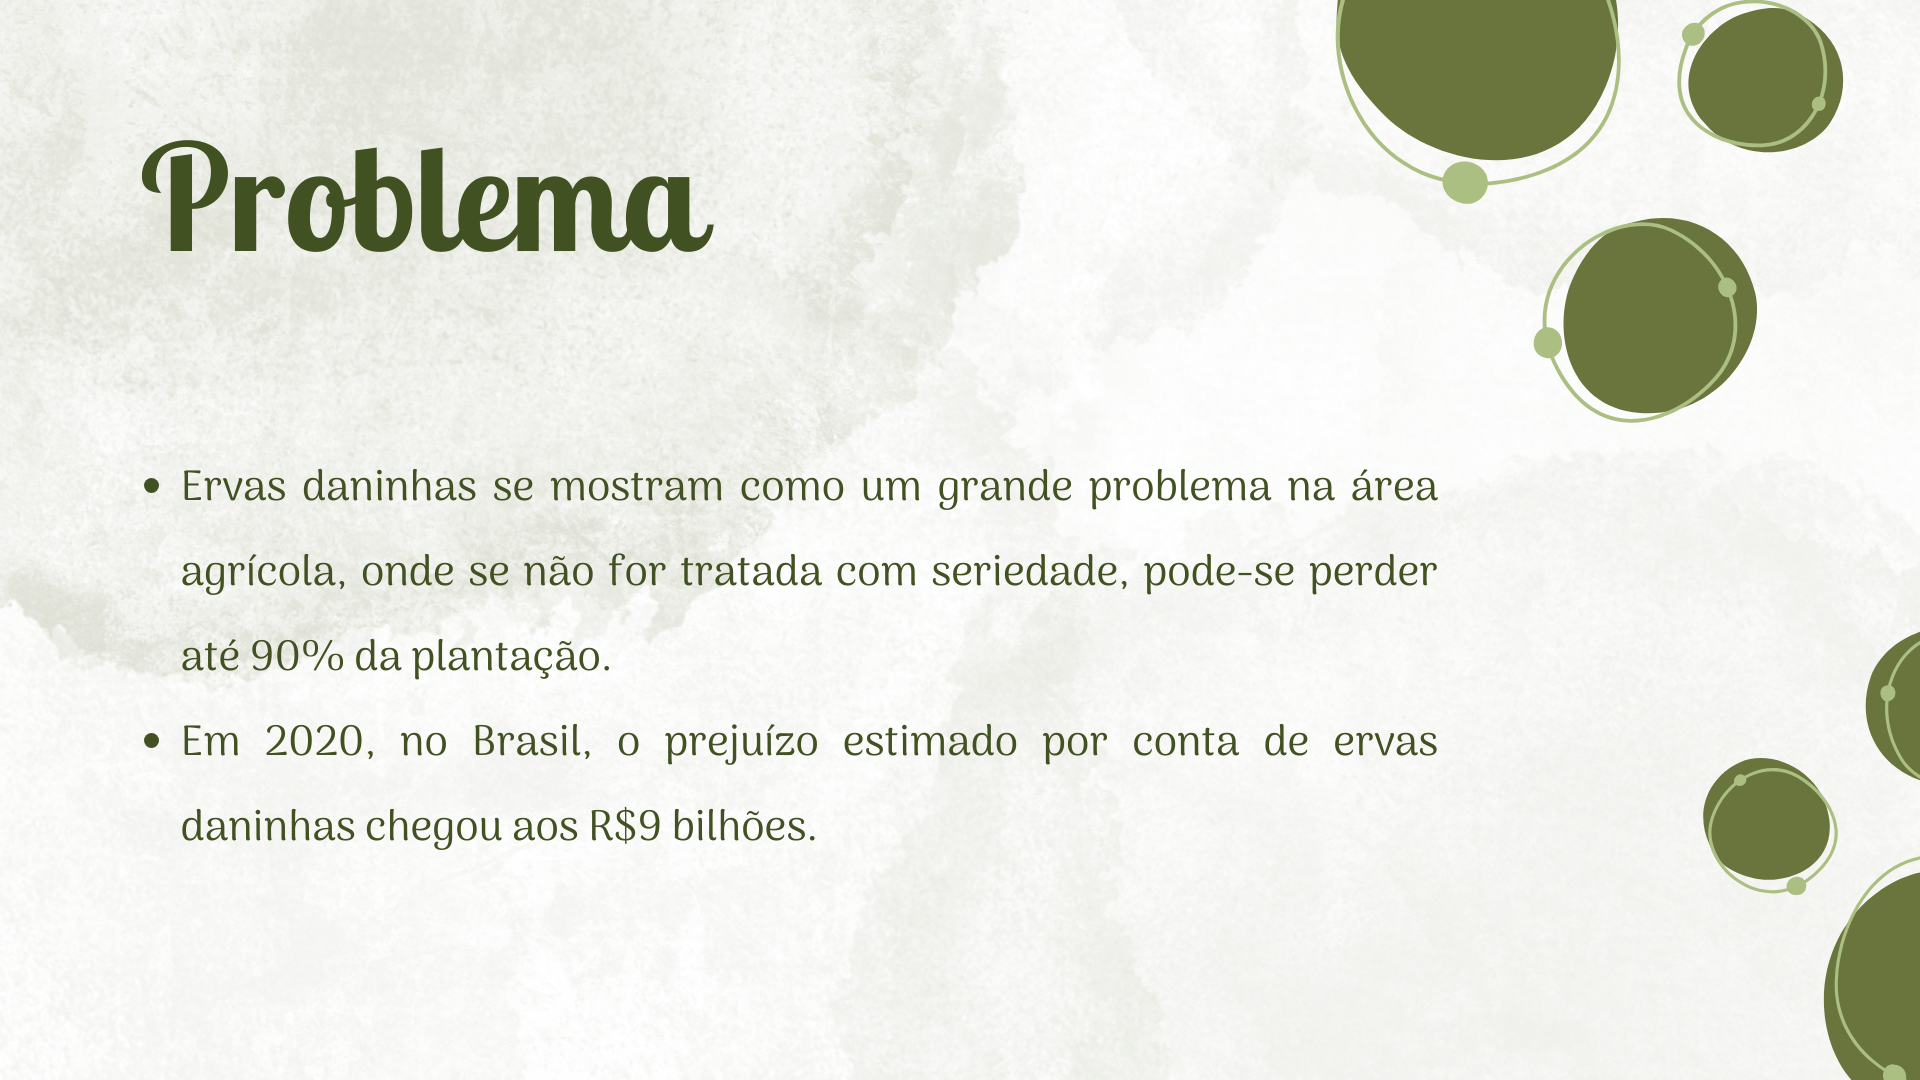 Problema
• Ervas daninhas se mostram como um grande problema na área
agrícola, onde se não for tratada com seriedade, pode-se perder
até 90% da plantação.
• Em 2020, no Brasil, o prejuízo estimado por conta de ervas
daninhas chegou aos R$9 bilhões.